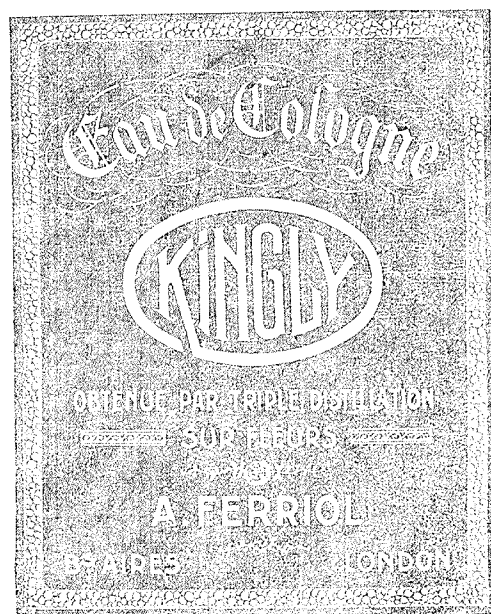 Eau de Cologne
KiNGLY
OBTENUE PAR TRIPLE DISTILLATION
SUR FLEURS
A. FERRIOL
Bs AIRES LONDON